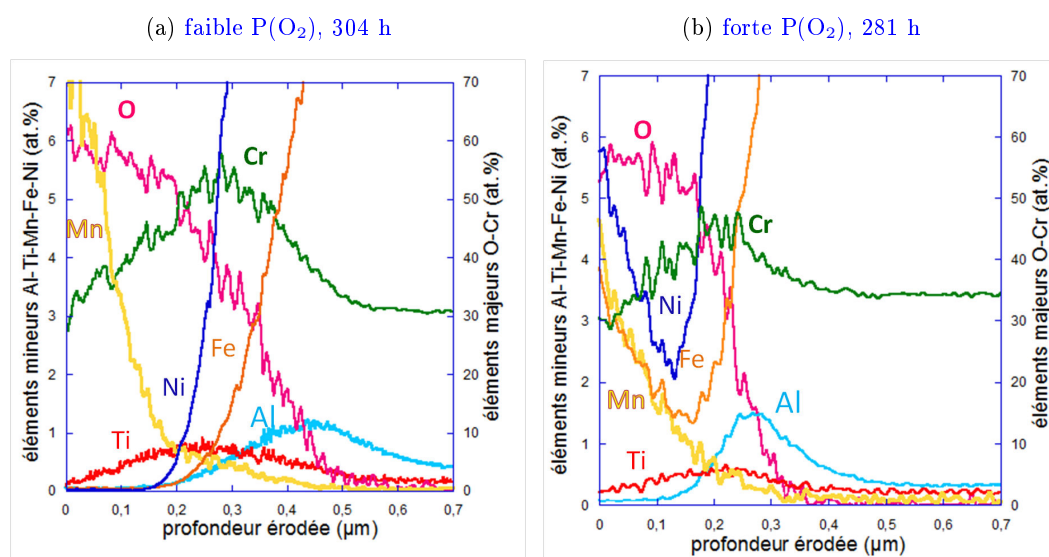 (a) faible P(O₂), 304 h
(b) forte P(O₂), 281 h
éléments mineurs Al-Ti-Mn-Fe-Ni (at.%)
7
6
5
4
3
2
1
0
O
Cr
Mn
Ni
Fe
Al
Ti
70
60
50
40
30
20
10
0
éléments majeurs O-Cr (at.%)
0
0,1
0,2
0,3
0,4
0,5
0,6
0,7
profondeur érodée (µm)
éléments mineurs Al-Ti-Mn-Fe-Ni (at.%)
7
6
5
4
3
2
1
0
O
Cr
Ni
Fe
Mn
Al
Ti
70
60
50
40
30
20
10
0
éléments majeurs O-Cr (at.%)
0
0,1
0,2
0,3
0,4
0,5
0,6
0,7
profondeur érodée (µm)